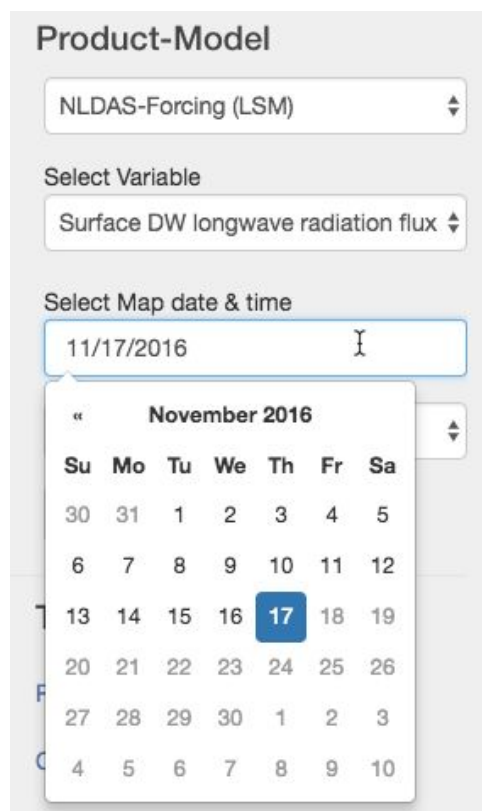 Product-Model
NLDAS-Forcing (LSM)
Select Variable
Surface DW longwave radiation flux
Select Map date & time
11/17/2016
« November 2016
Su Mo Tu We Th Fr Sa
30 31 1 2 3 4 5
6 7 8 9 10 11 12
13 14 15 16 17 18 19
20 21 22 23 24 25 26
27 28 29 30 1 2 3
4 5 6 7 8 9 10